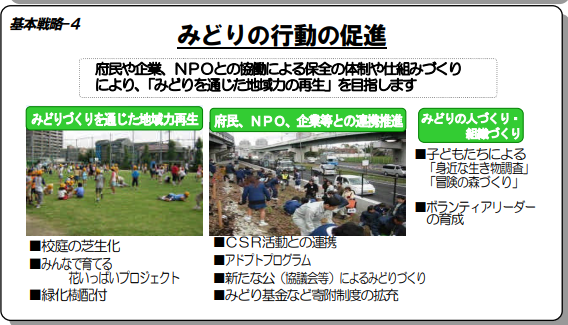 基本戦略-4
みどりの行動の促進
府民や企業、NPOとの協働による保全の体制や仕組みづくり
により、「みどりを通じた地域力の再生」を目指します
みどりづくりを通じた地域力再生
■校庭の芝生化
■みんなで育てる
花いっぱいプロジェクト
■緑化樹配付
府民、NPO、企業等との連携推進
■CSR活動との連携
■アドプトプログラム
■新たな公（協議会等）によるみどりづくり
■みどり基金など寄附制度の拡充
みどりの人づくり・
組織づくり
■子どもたちによる
「身近な生き物調査」
「冒険の森づくり」
■ボランティアリーダー
の育成